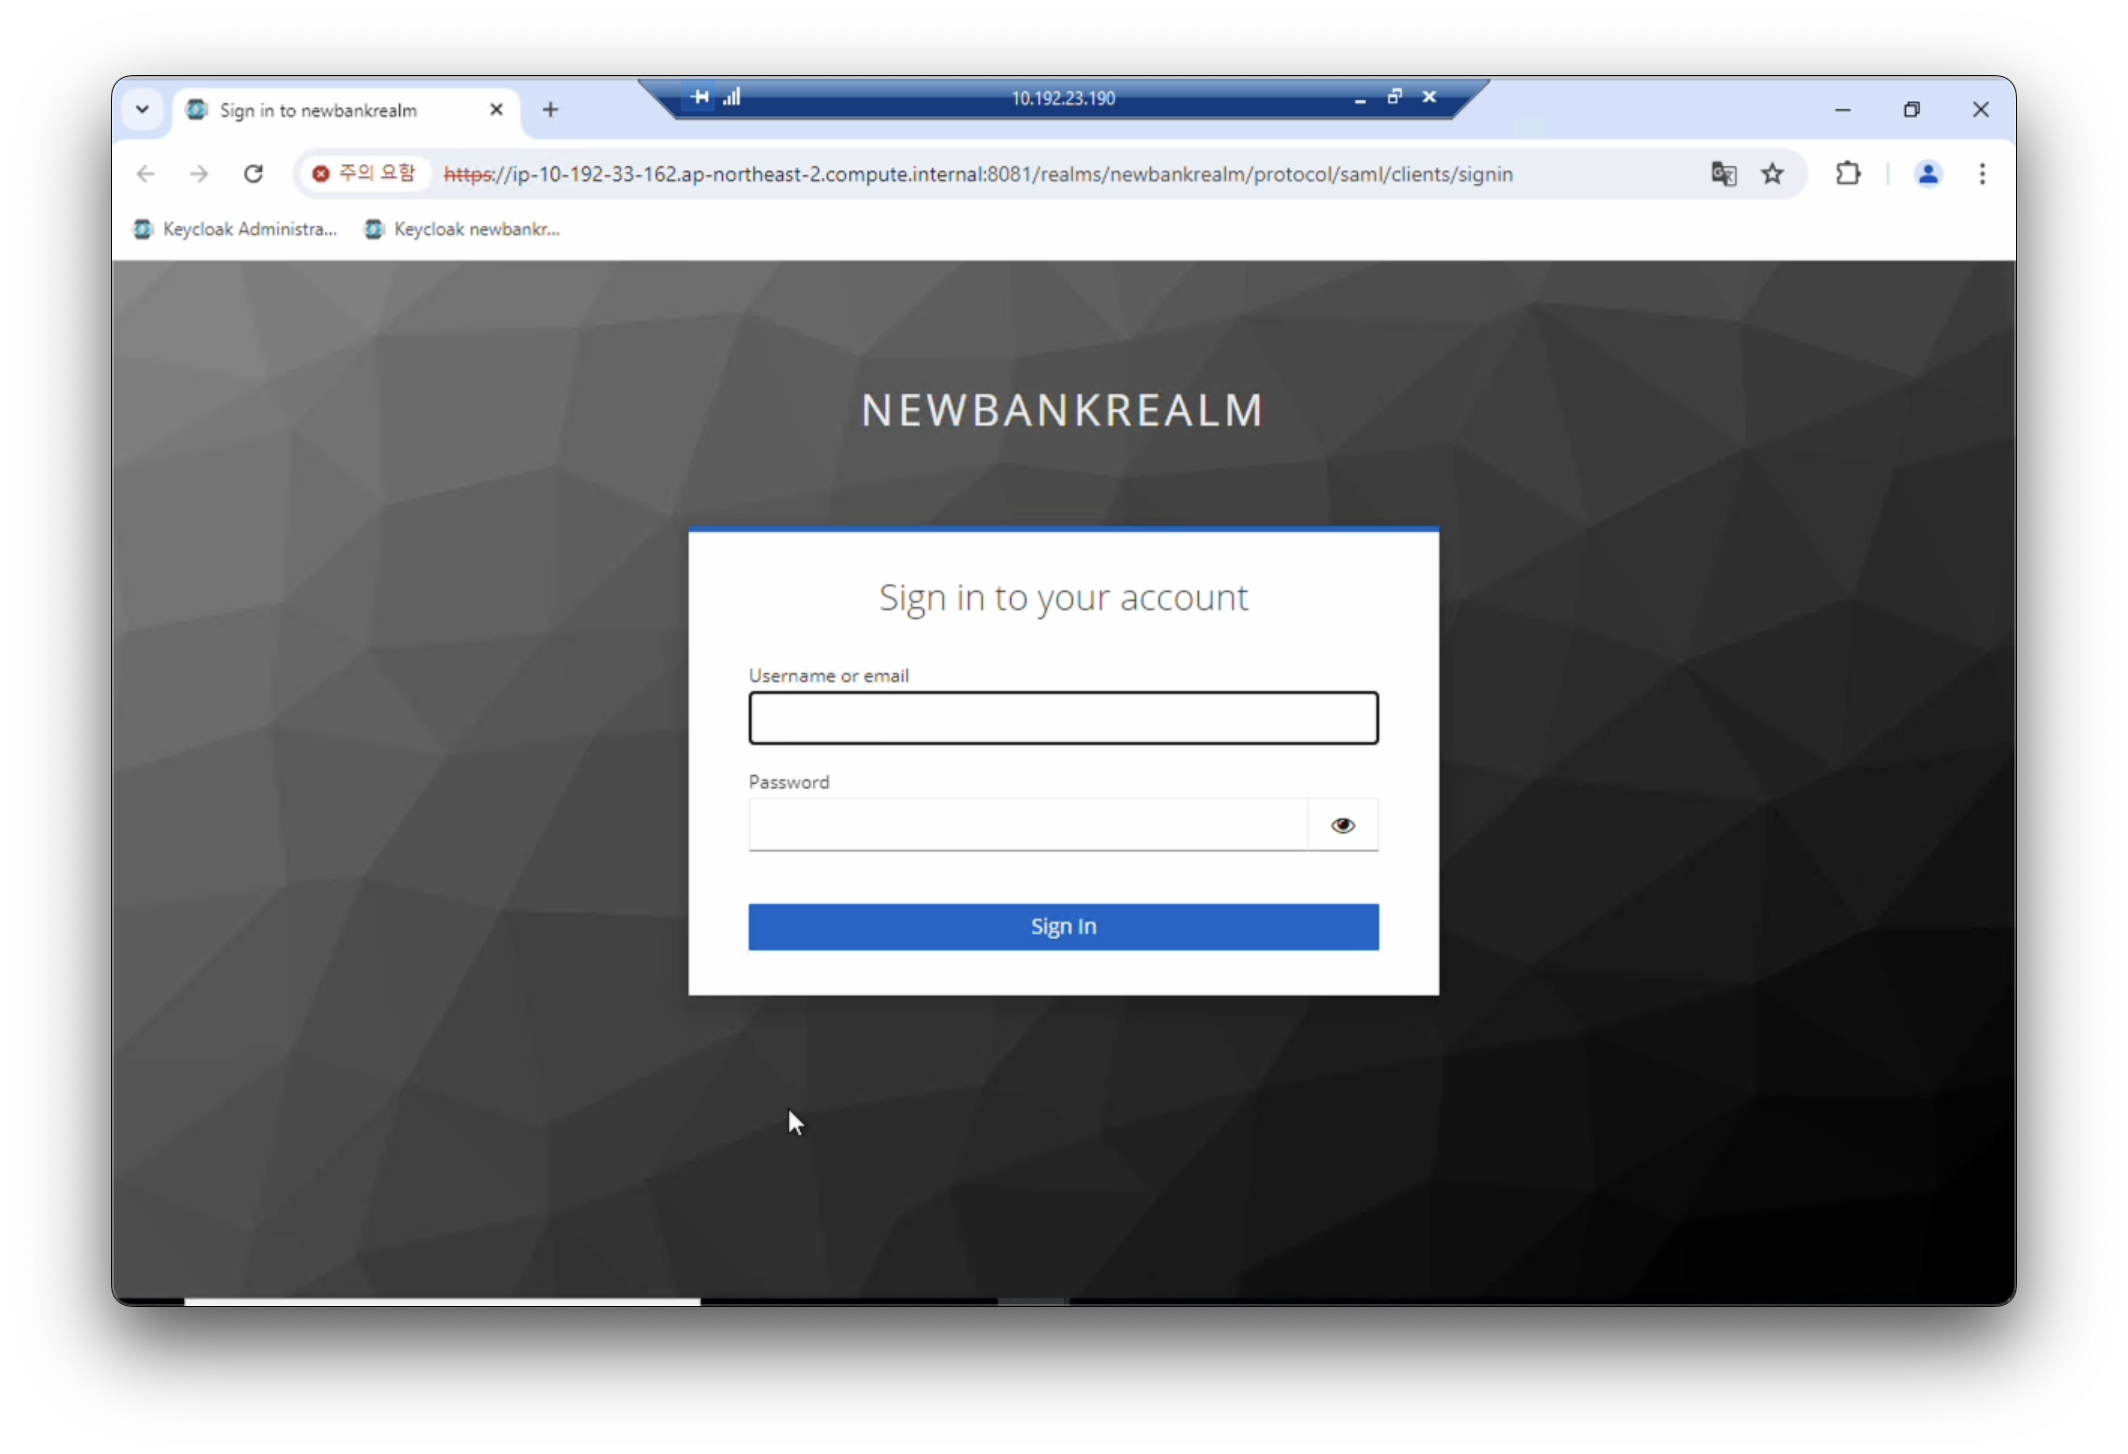 Sign in to newbankrealm
10.192.23.190
주의 요함 https://ip-10-192-33-162.ap-northeast-2.compute.internal:8081/realms/newbankrealm/protocol/saml/clients/signin
Keycloak Administra... Keycloak newbankr...
NEWBANKREALM
Sign in to your account
Username or email
Password
Sign In